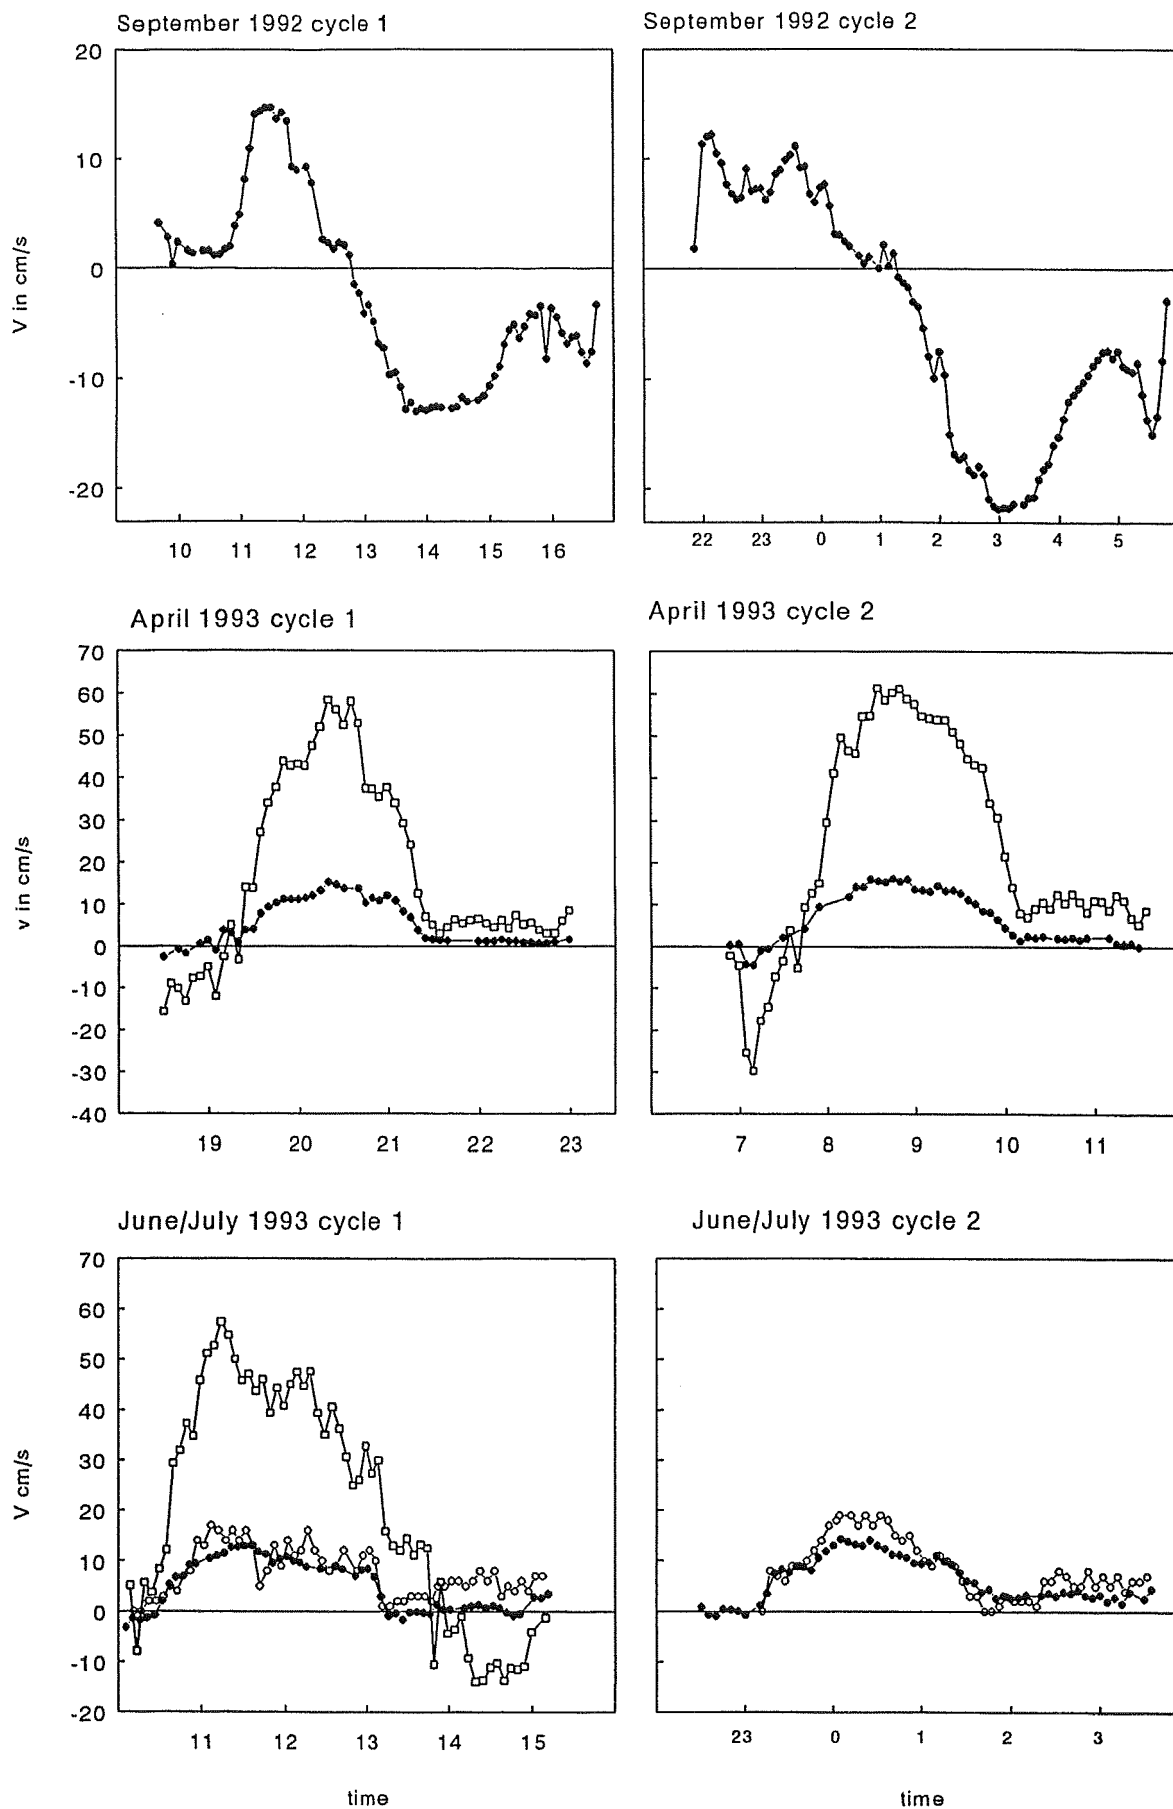 September 1992 cycle 1
September 1992 cycle 2
20
10
0
-10
-20
V in cm/s
10 11 12 13 14 15 16
22 23 0 1 2 3 4 5
April 1993 cycle 1
April 1993 cycle 2
70
60
50
40
30
20
10
0
-10
-20
-30
-40
v in cm/s
19 20 21 22 23
7 8 9 10 11
June/July 1993 cycle 1
June/July 1993 cycle 2
70
60
50
40
30
20
10
0
-10
-20
V cm/s
11 12 13 14 15
23 0 1 2 3
time
time